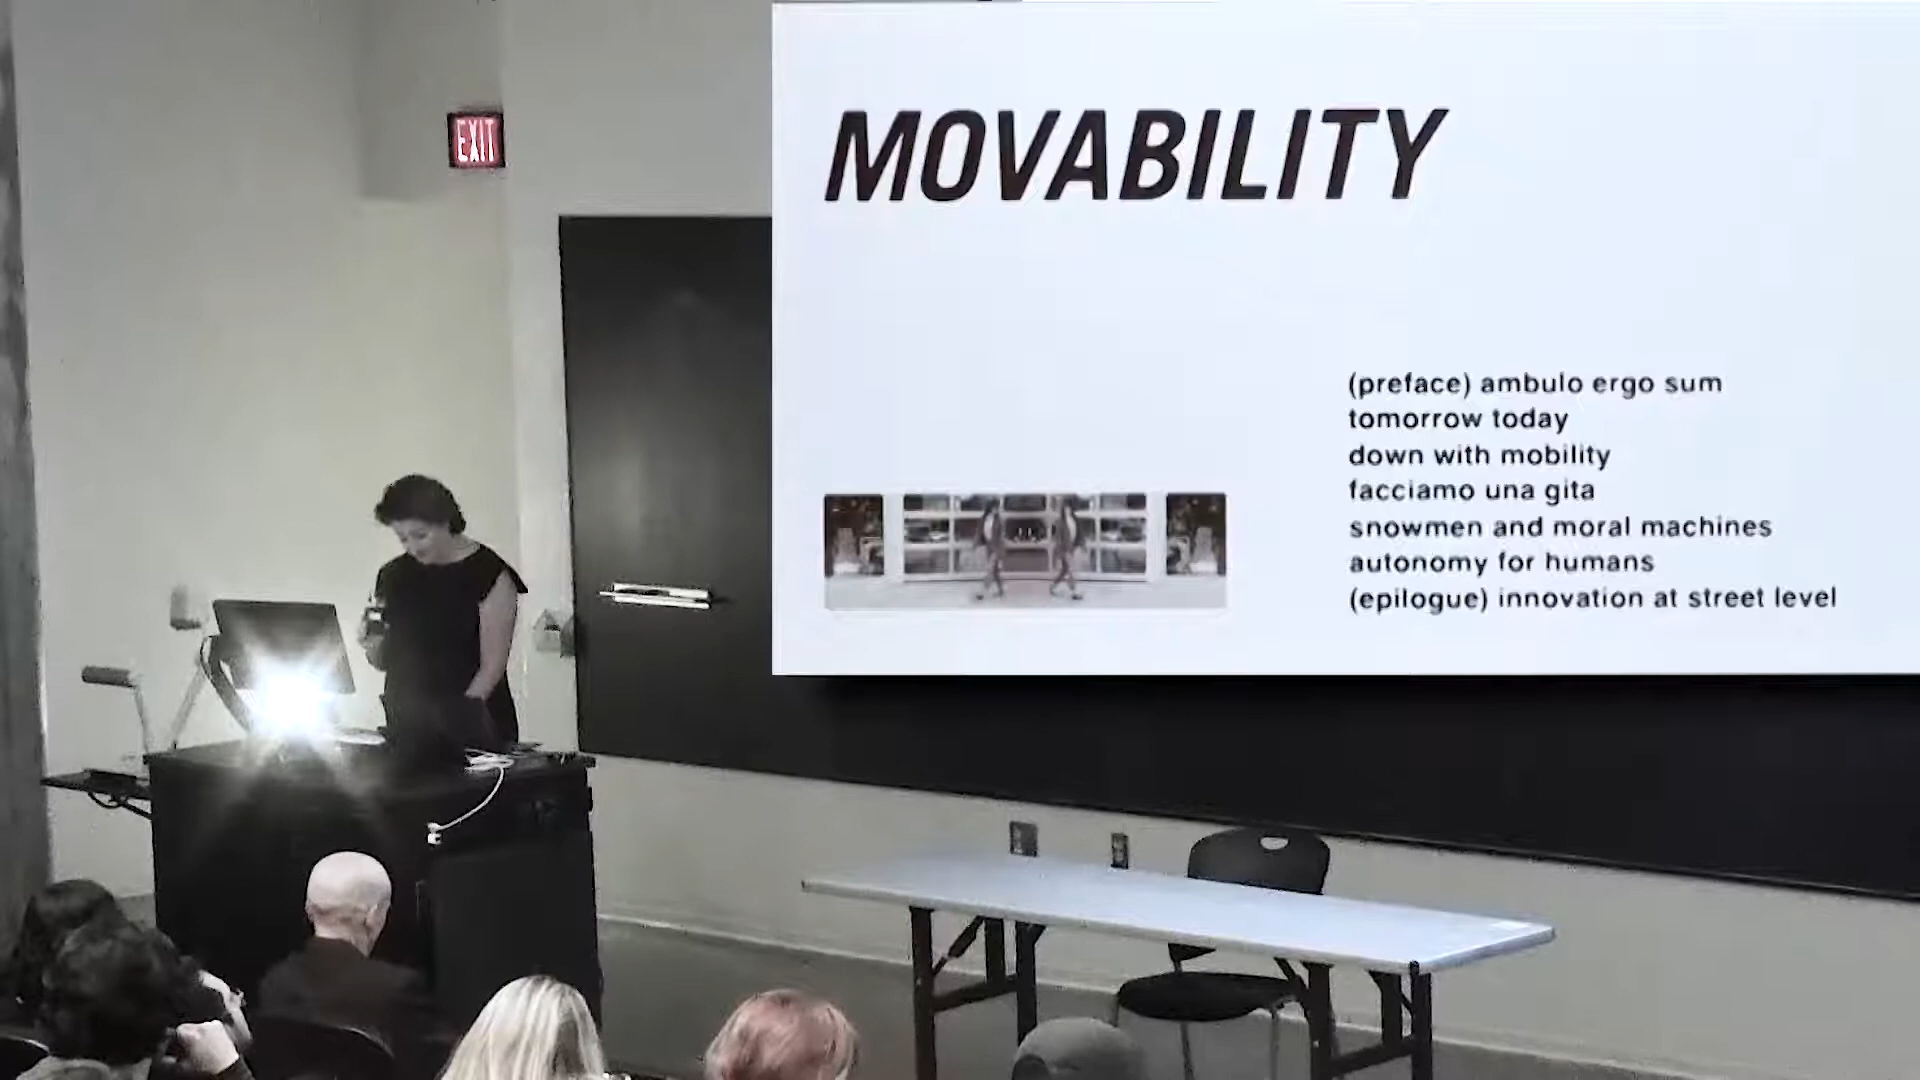 EXIT
MOVABILITY
(preface) ambulo ergo sum
tomorrow today
down with mobility
facciamo una gita
snowmen and moral machines
autonomy for humans
(epilogue) innovation at street level